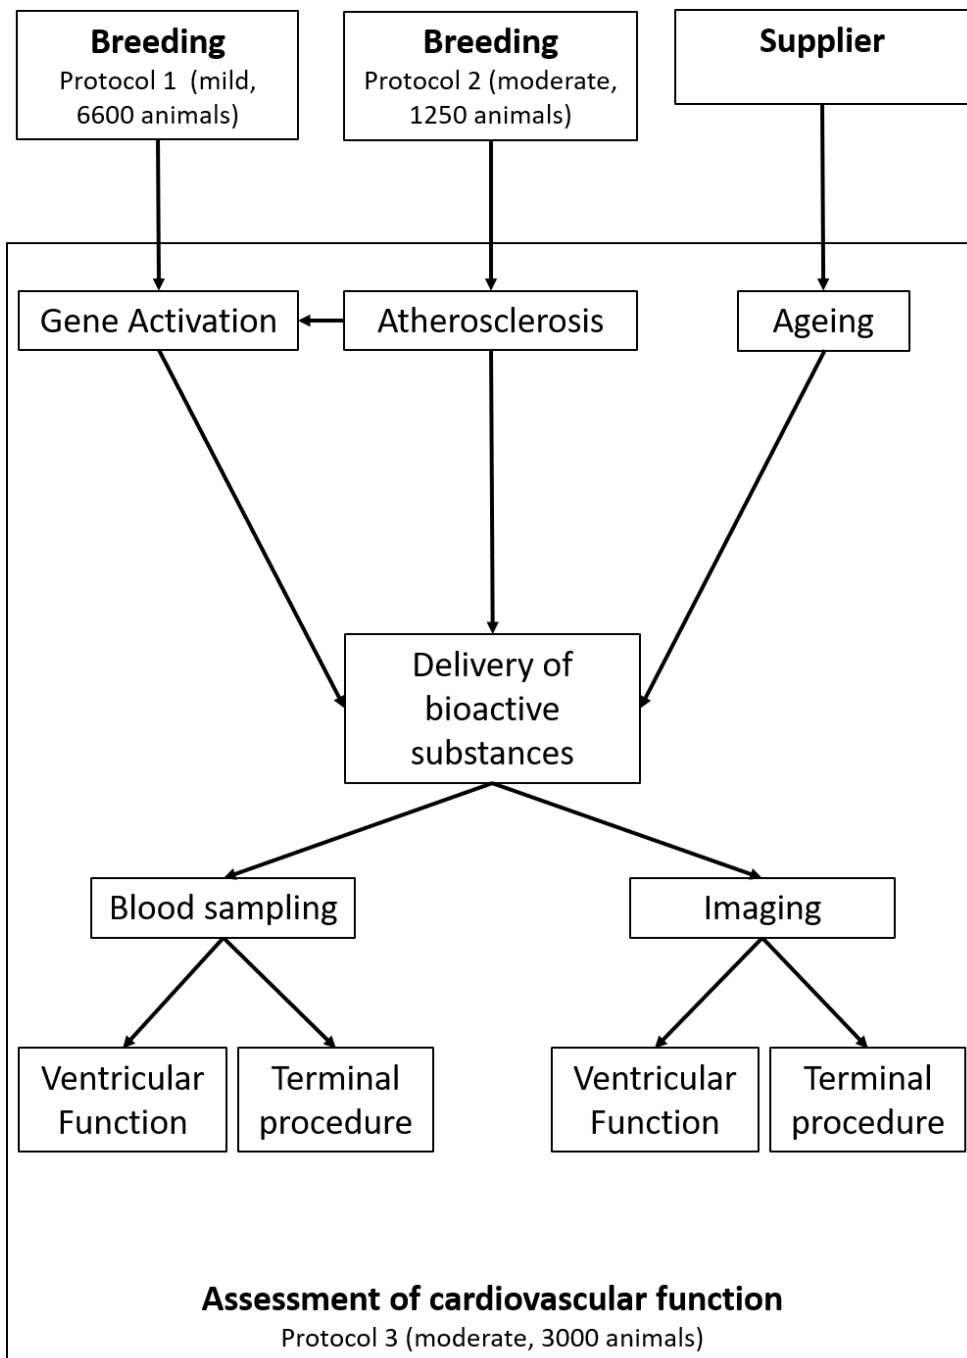 Breeding
Protocol 1  (mild,
6600 animals)
Breeding
Protocol 2 (moderate,
1250 animals)
Supplier
Gene Activation
Atherosclerosis
Ageing
Delivery of
bioactive
substances
Blood sampling
Imaging
Ventricular
Function
Terminal
procedure
Ventricular
Function
Terminal
procedure
Assessment of cardiovascular function
Protocol 3 (moderate, 3000 animals)